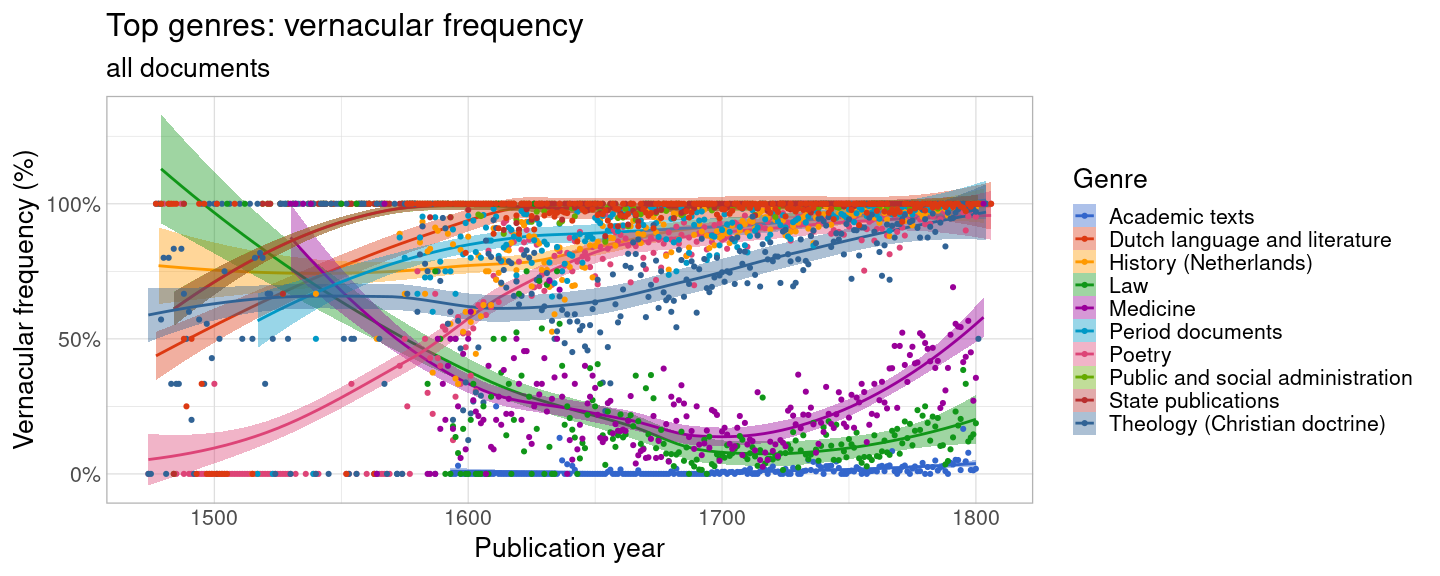 Top genres: vernacular frequency
all documents
Vernacular frequency (%)
100%
50%
0%
1500
1600
1700
1800
Publication year
Genre
Academic texts
Dutch language and literature
History (Netherlands)
Law
Medicine
Period documents
Poetry
Public and social administration
State publications
Theology (Christian doctrine)